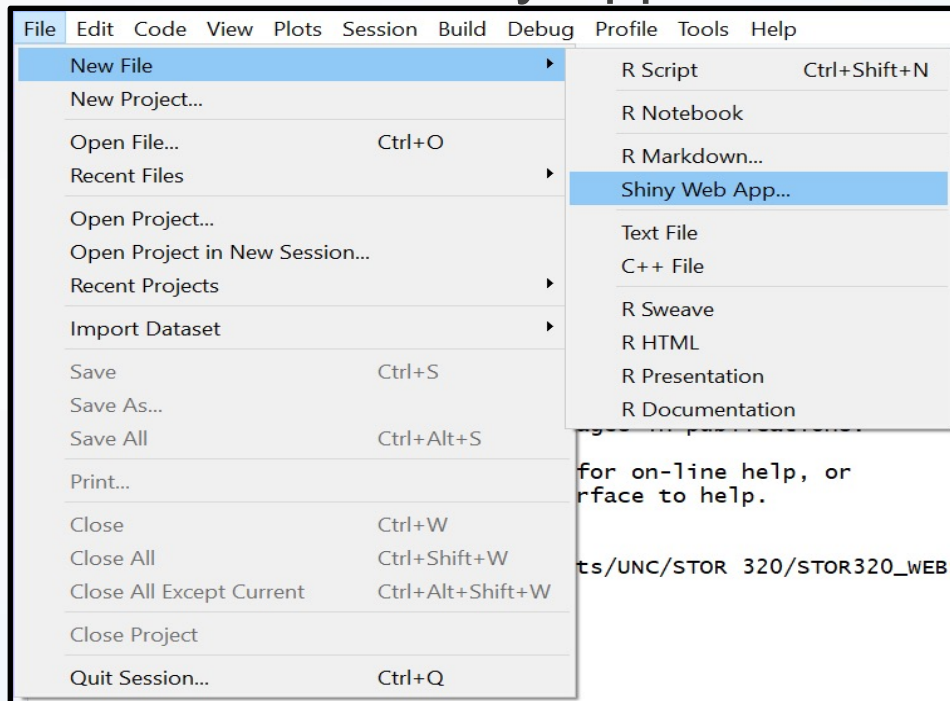 File Edit Code View Plots Session Build Debug Profile Tools Help
New File
New Project...
Open File... Ctrl+O
Recent Files
Open Project...
Open Project in New Session...
Recent Projects
Import Dataset
Save Ctrl+S
Save As...
Save All Ctrl+Alt+S
Print...
Close Ctrl+W
Close All Ctrl+Shift+W
Close All Except Current Ctrl+Alt+Shift+W
Close Project
Quit Session... Ctrl+Q
R Script Ctrl+Shift+N
R Notebook
R Markdown...
Shiny Web App...
Text File
C++ File
R Sweave
R HTML
R Presentation
R Documentation
for on-line help, or
rface to help.
ts/UNC/STOR 320/STOR320_WEB